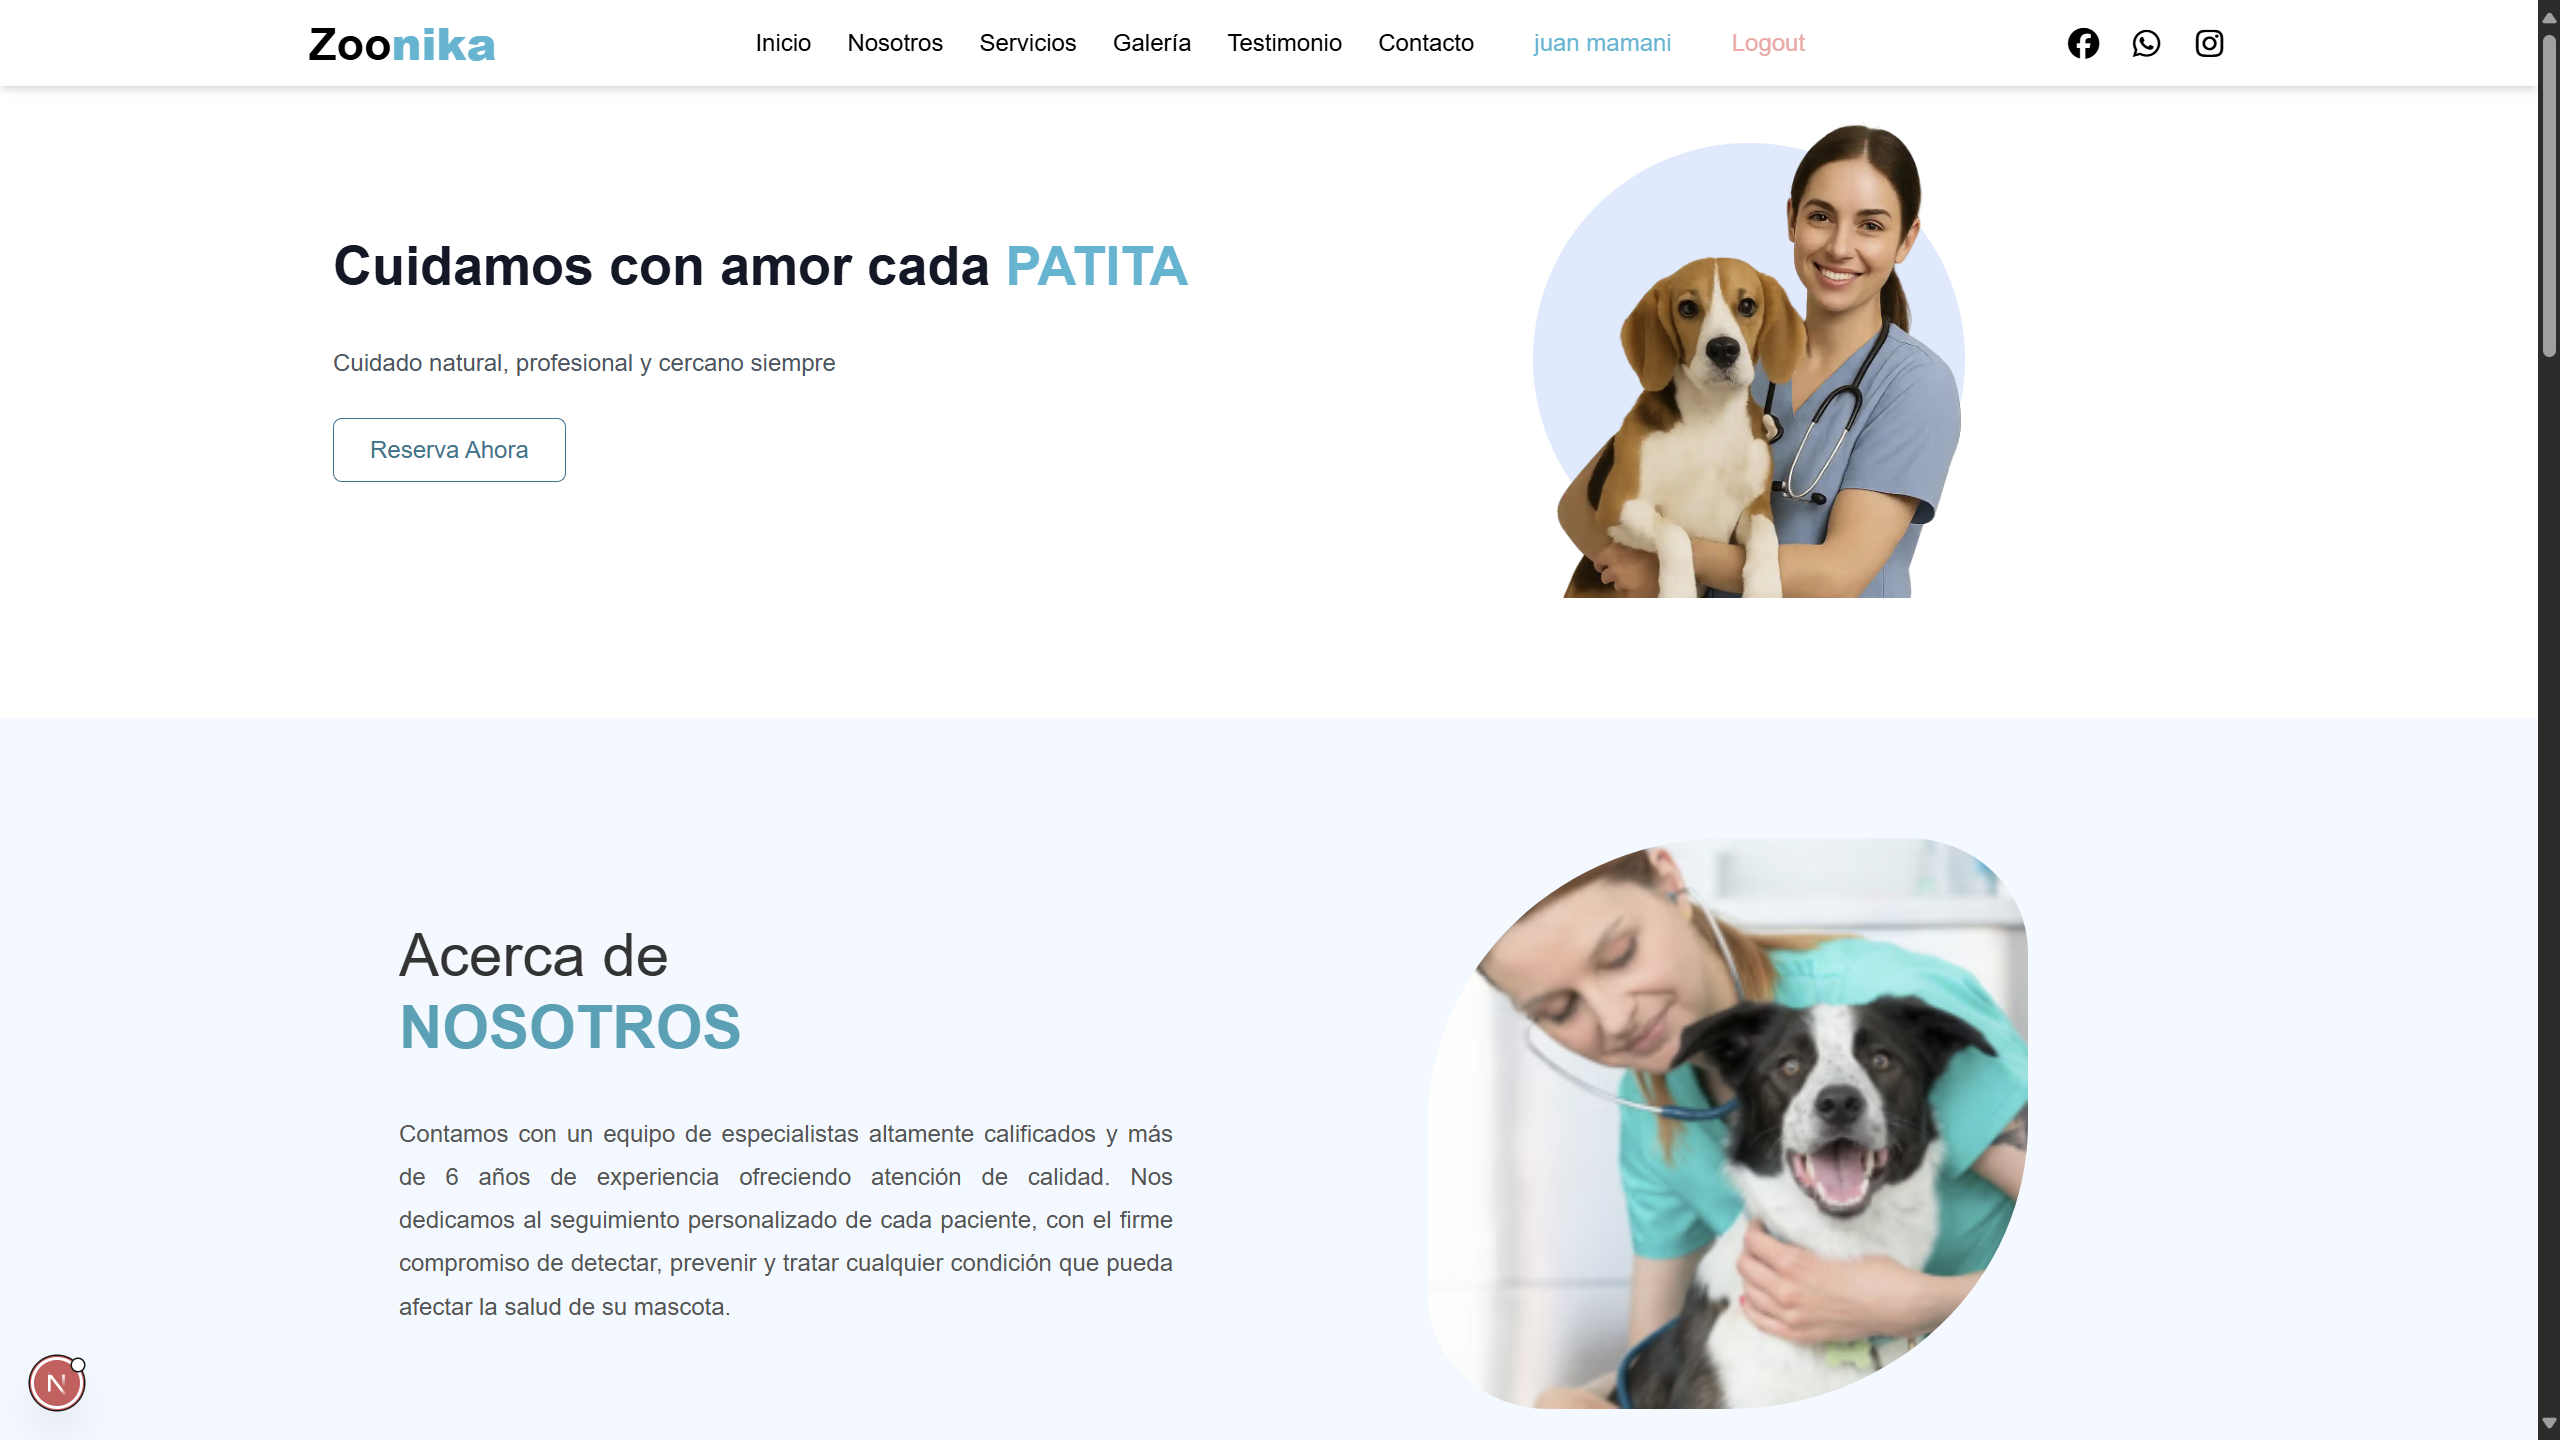 Zoonika
Inicio Nosotros Servicios Galería Testimonio Contacto juan mamani Logout
Cuidamos con amor cada PATITA
Cuidado natural, profesional y cercano siempre
Reserva Ahora
Acerca de
NOSOTROS
Contamos con un equipo de especialistas altamente calificados y más
de 6 años de experiencia ofreciendo atención de calidad. Nos
dedicamos al seguimiento personalizado de cada paciente, con el firme
compromiso de detectar, prevenir y tratar cualquier condición que pueda
afectar la salud de su mascota.
N